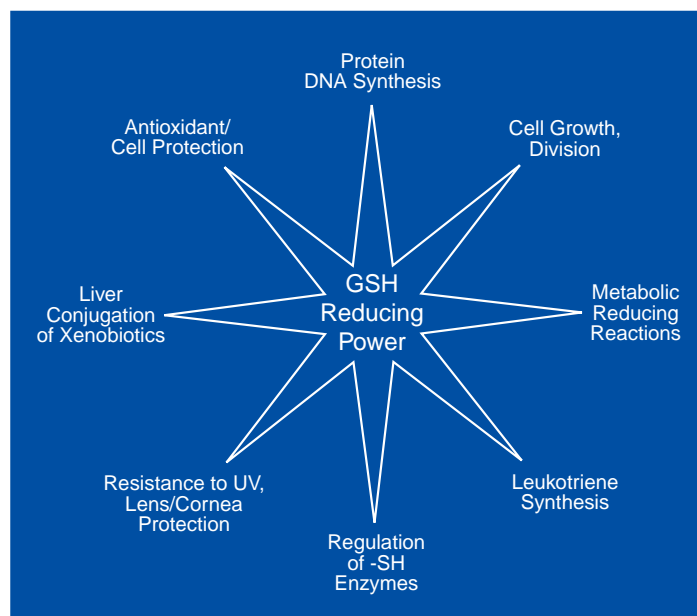 Protein
DNA Synthesis
Antioxidant/
Cell Protection
Cell Growth,
Division
GSH
Reducing
Power
Liver
Conjugation
of Xenobiotics
Metabolic
Reducing
Reactions
Resistance to UV,
Lens/Cornea
Protection
Leukotriene
Synthesis
Regulation
of -SH
Enzymes